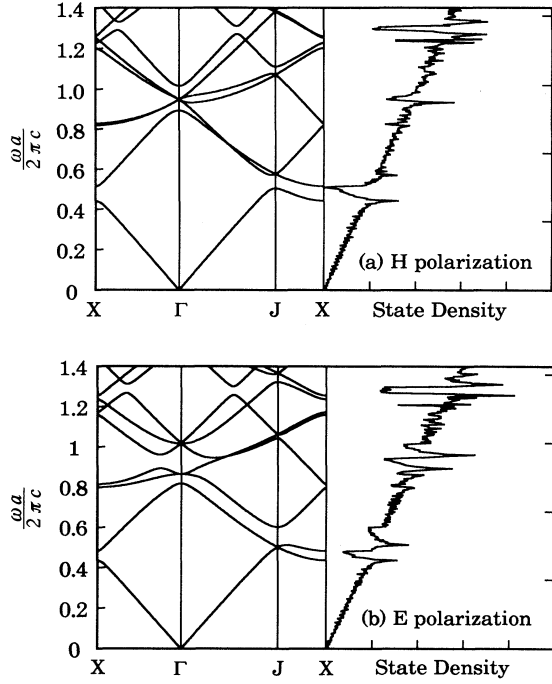 1.4
1.2
1.0
0.8
0.6
0.4
0.2
0
ωa
2πc
(a) H polarization
X Γ J X State Density
1.4
1.2
1
0.8
0.6
0.4
0.2
0
ωa
2πc
(b) E polarization
X Γ J X State Density